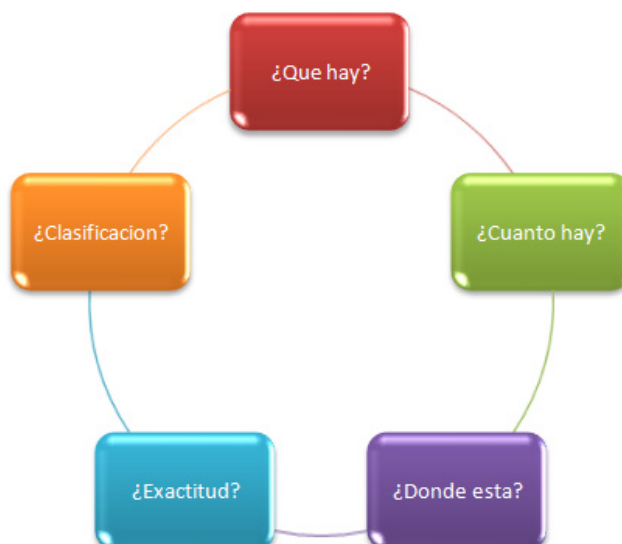 ¿Que hay?
¿Cuanto hay?
¿Donde esta?
¿Exactitud?
¿Clasificacion?